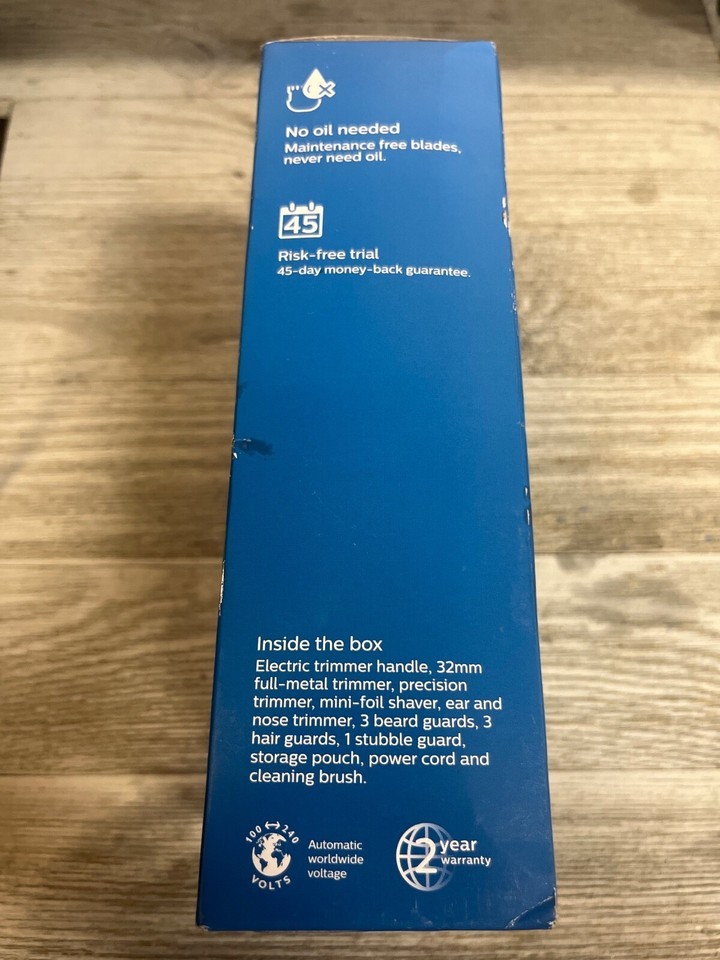 No oil needed
Maintenance free blades,
never need oil.
45
Risk-free trial
45-day money-back guarantee.
Inside the box
Electric trimmer handle, 32mm
full-metal trimmer, precision
trimmer, mini-foil shaver, ear and
nose trimmer, 3 beard guards, 3
hair guards, 1 stubble guard,
storage pouch, power cord and
cleaning brush.
100 ↔ 240
VOLTS
Automatic
worldwide
voltage
2 year
warranty